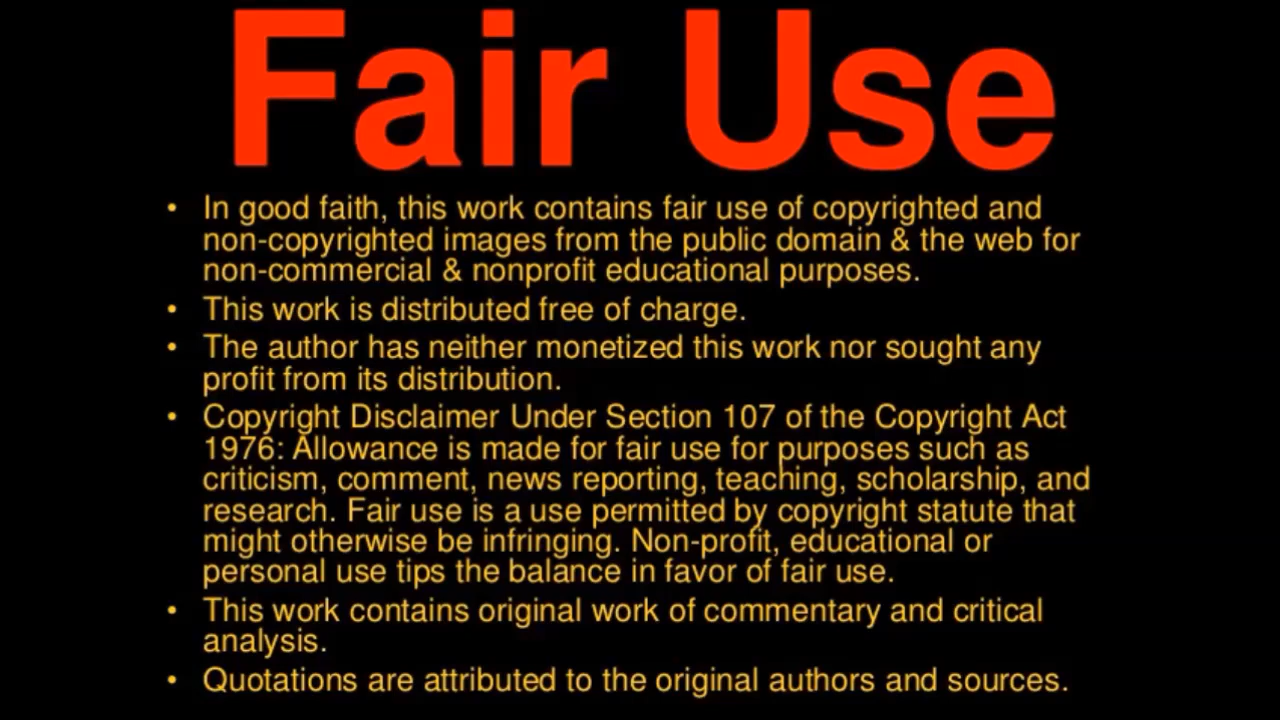 Fair Use
• In good faith, this work contains fair use of copyrighted and
non-copyrighted images from the public domain & the web for
non-commercial & nonprofit educational purposes.
• This work is distributed free of charge.
• The author has neither monetized this work nor sought any
profit from its distribution.
• Copyright Disclaimer Under Section 107 of the Copyright Act
1976: Allowance is made for fair use for purposes such as
criticism, comment, news reporting, teaching, scholarship, and
research. Fair use is a use permitted by copyright statute that
might otherwise be infringing. Non-profit, educational or
personal use tips the balance in favor of fair use.
• This work contains original work of commentary and critical
analysis.
• Quotations are attributed to the original authors and sources.